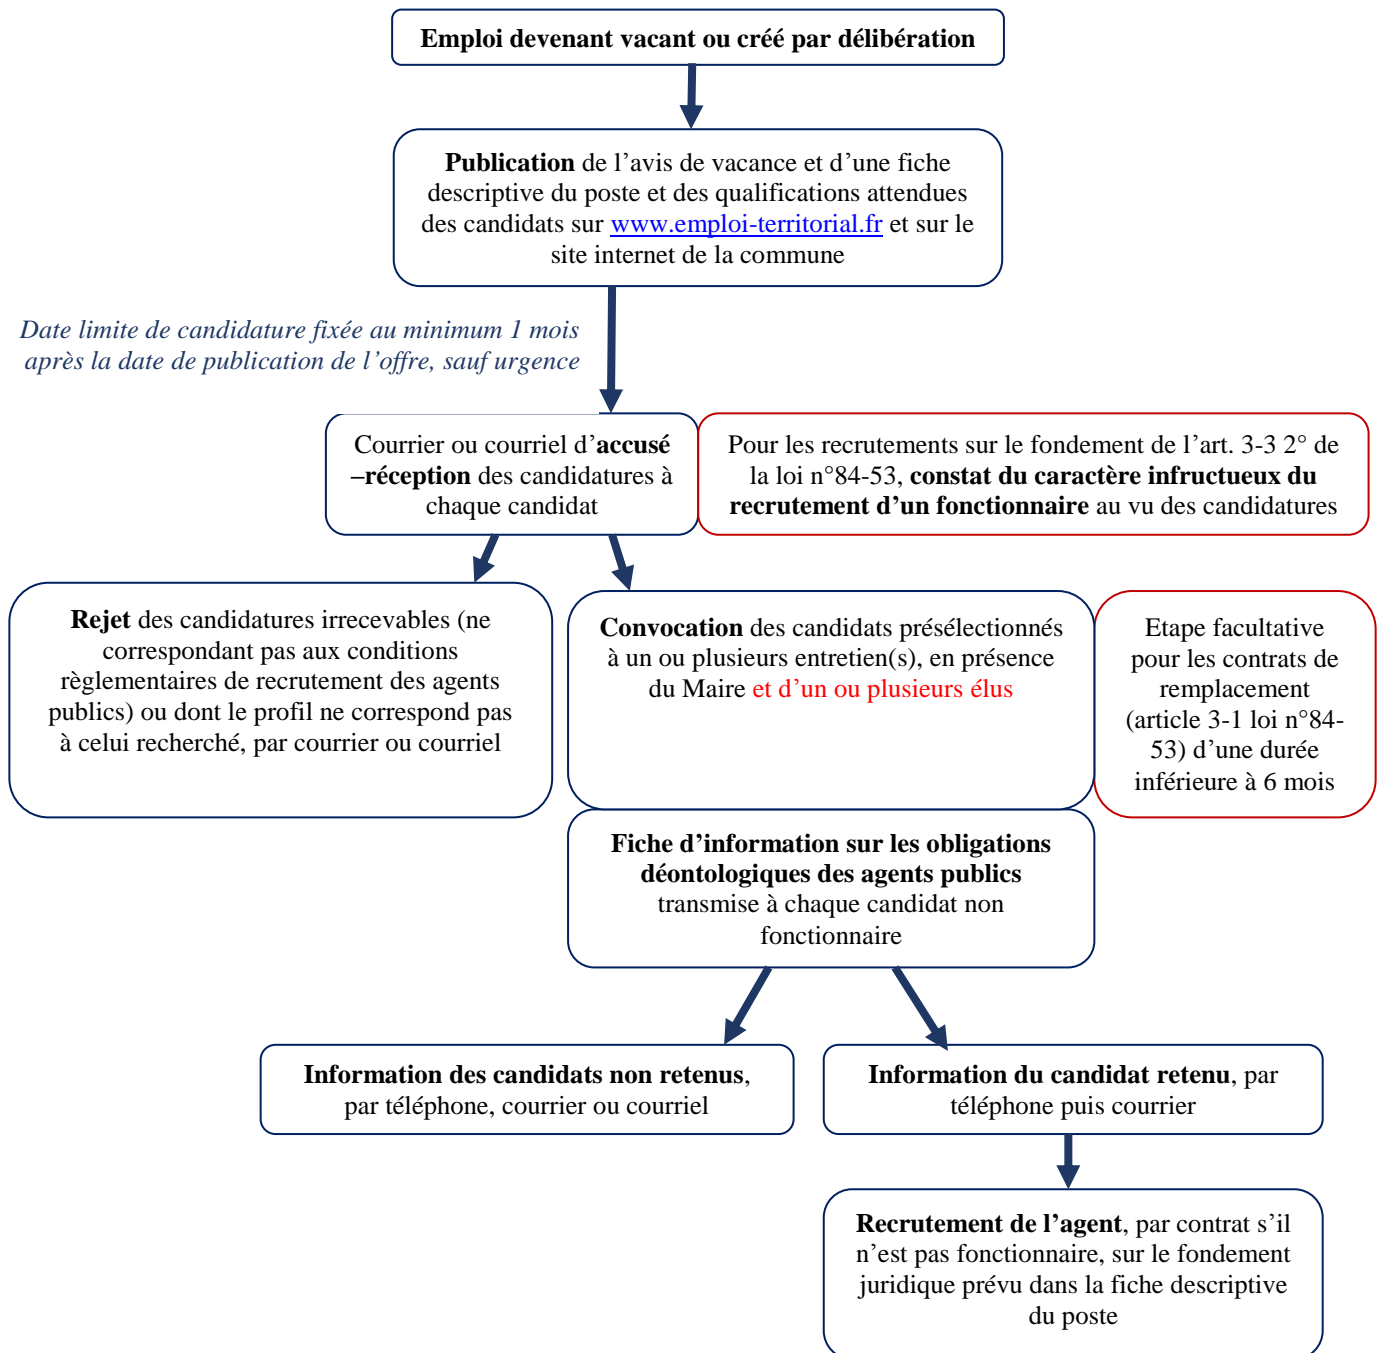 Emploi devenant vacant ou créé par délibération
Publication de l’avis de vacance et d’une fiche
descriptive du poste et des qualifications attendues
des candidats sur www.emploi-territorial.fr et sur le
site internet de la commune
Date limite de candidature fixée au minimum 1 mois
après la date de publication de l’offre, sauf urgence
Courrier ou courriel d’accusé
–réception des candidatures à
chaque candidat
Pour les recrutements sur le fondement de l’art. 3-3 2° de
la loi n°84-53, constat du caractère infructueux du
recrutement d’un fonctionnaire au vu des candidatures
Rejet des candidatures irrecevables (ne
correspondant pas aux conditions
règlementaires de recrutement des agents
publics) ou dont le profil ne correspond pas
à celui recherché, par courrier ou courriel
Convocation des candidats présélectionnés
à un ou plusieurs entretien(s), en présence
du Maire et d’un ou plusieurs élus
Etape facultative
pour les contrats de
remplacement
(article 3-1 loi n°84-
53) d’une durée
inférieure à 6 mois
Fiche d’information sur les obligations
déontologiques des agents publics
transmise à chaque candidat non
fonctionnaire
Information des candidats non retenus,
par téléphone, courrier ou courriel
Information du candidat retenu, par
téléphone puis courrier
Recrutement de l’agent, par contrat s’il
n’est pas fonctionnaire, sur le fondement
juridique prévu dans la fiche descriptive
du poste